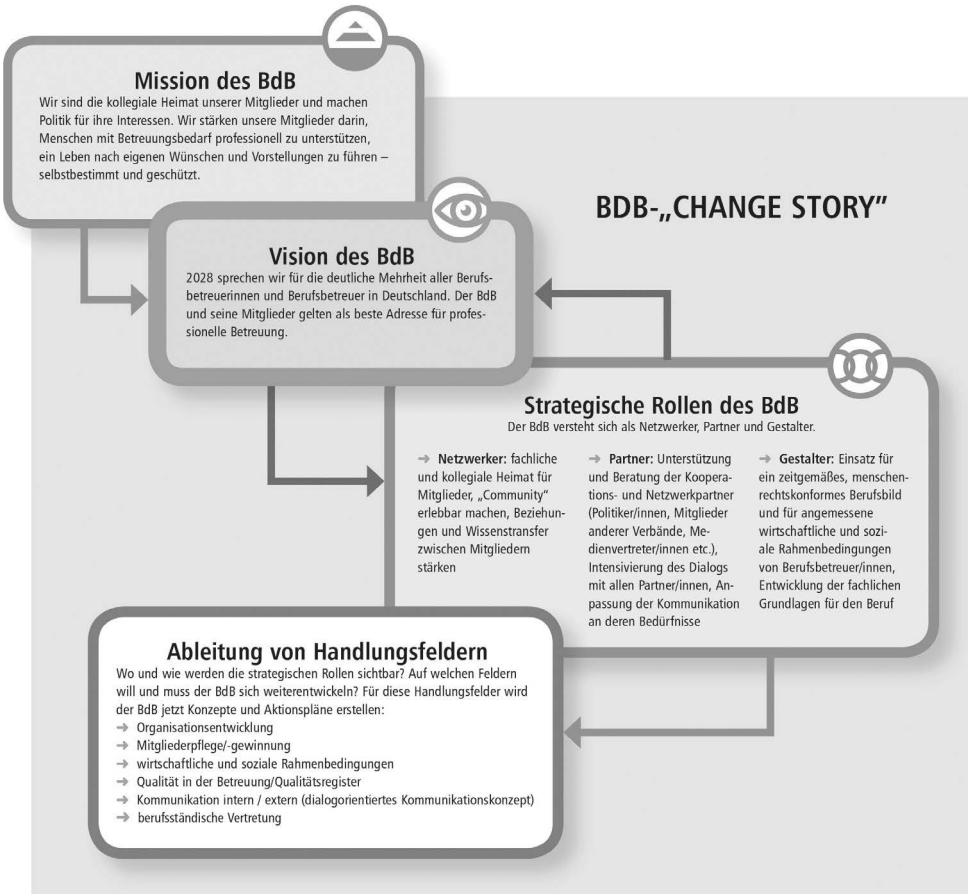 Mission des BdB
Wir sind die kollegiale Heimat unserer Mitglieder und machen
Politik für ihre Interessen. Wir stärken unsere Mitglieder darin,
Menschen mit Betreuungsbedarf professionell zu unterstützen,
ein Leben nach eigenen Wünschen und Vorstellungen zu führen –
selbstbestimmt und geschützt.
BDB-„CHANGE STORY"
Vision des BdB
2028 sprechen wir für die deutliche Mehrheit aller Berufs-
betreuerinnen und Berufsbetreuer in Deutschland. Der BdB
und seine Mitglieder gelten als beste Adresse für profes-
sionelle Betreuung.
Strategische Rollen des BdB
Der BdB versteht sich als Netzwerker, Partner und Gestalter.
➜ Netzwerker: fachliche
und kollegiale Heimat für
Mitglieder, „Community"
erlebbar machen, Beziehun-
gen und Wissenstransfer
zwischen Mitgliedern
stärken
➜ Partner: Unterstützung
und Beratung der Koopera-
tions- und Netzwerkpartner
(Politiker/innen, Mitglieder
anderer Verbände, Me-
dienvertreter/innen etc.),
Intensivierung des Dialogs
mit allen Partner/innen, An-
passung der Kommunikation
an deren Bedürfnisse
➜ Gestalter: Einsatz für
ein zeitgemäßes, menschen-
rechtskonformes Berufsbild
und für angemessene
wirtschaftliche und sozi-
ale Rahmenbedingungen
von Berufsbetreuer/innen,
Entwicklung der fachlichen
Grundlagen für den Beruf
Ableitung von Handlungsfeldern
Wo und wie werden die strategischen Rollen sichtbar? Auf welchen Feldern
will und muss der BdB sich weiterentwickeln? Für diese Handlungsfelder wird
der BdB jetzt Konzepte und Aktionspläne erstellen:
➜ Organisationsentwicklung
➜ Mitgliederpflege/-gewinnung
➜ wirtschaftliche und soziale Rahmenbedingungen
➜ Qualität in der Betreuung/Qualitätsregister
➜ Kommunikation intern / extern (dialogorientiertes Kommunikationskonzept)
➜ berufsständische Vertretung